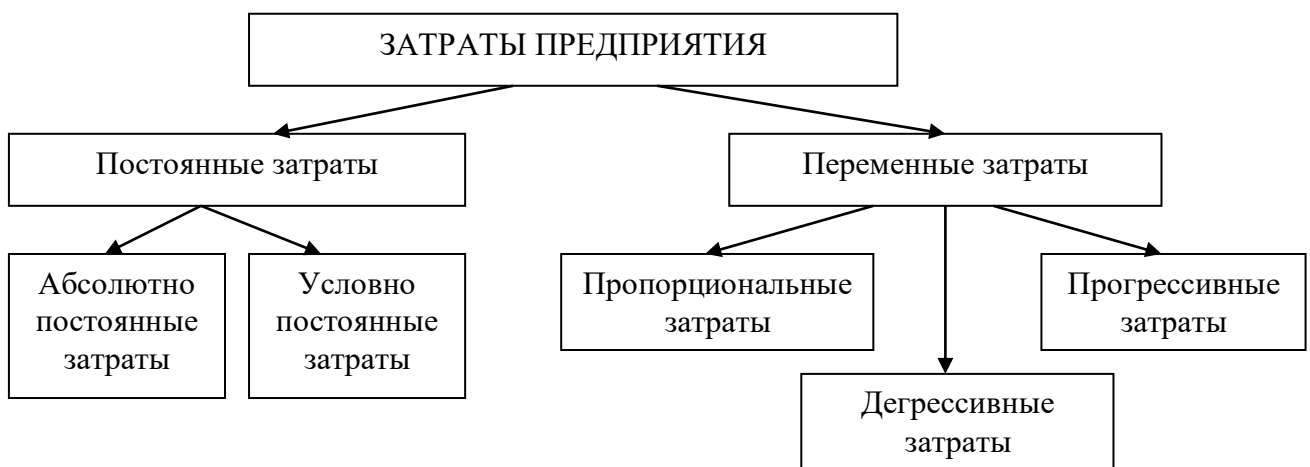 ЗАТРАТЫ ПРЕДПРИЯТИЯ
Постоянные затраты
Переменные затраты
Абсолютно
постоянные
затраты
Условно
постоянные
затраты
Пропорциональные
затраты
Прогрессивные
затраты
Дегрессивные
затраты